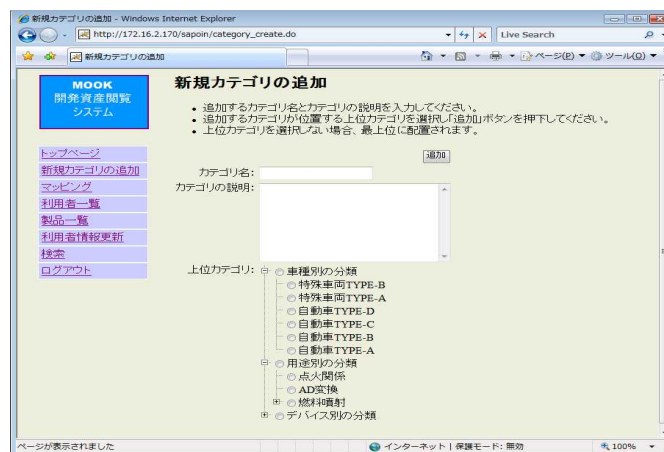 新規カテゴリの追加 - Windows Internet Explorer
http://172.16.2.170/sapoin/category_create.do
Live Search
新規カテゴリの追加
ページ(P)
ツール(O)
MOOK
開発資産閲覧
システム
トップページ
新規カテゴリの追加
マッピング
利用者一覧
製品一覧
利用者情報更新
検索
ログアウト
新規カテゴリの追加
• 追加するカテゴリ名とカテゴリの説明を入力してください。
• 追加するカテゴリが位置する上位カテゴリを選択し「追加」ボタンを押下してください。
• 上位カテゴリを選択しない場合、最上位に配置されます。
追加
カテゴリ名:
カテゴリの説明:
上位カテゴリ:
車種別の分類
特殊車両TYPE-B
特殊車両TYPE-A
自動車TYPE-D
自動車TYPE-C
自動車TYPE-B
自動車TYPE-A
用途別の分類
点火関係
AD変換
燃料噴射
デバイス別の分類
ページが表示されました
インターネット | 保護モード: 無効
100%